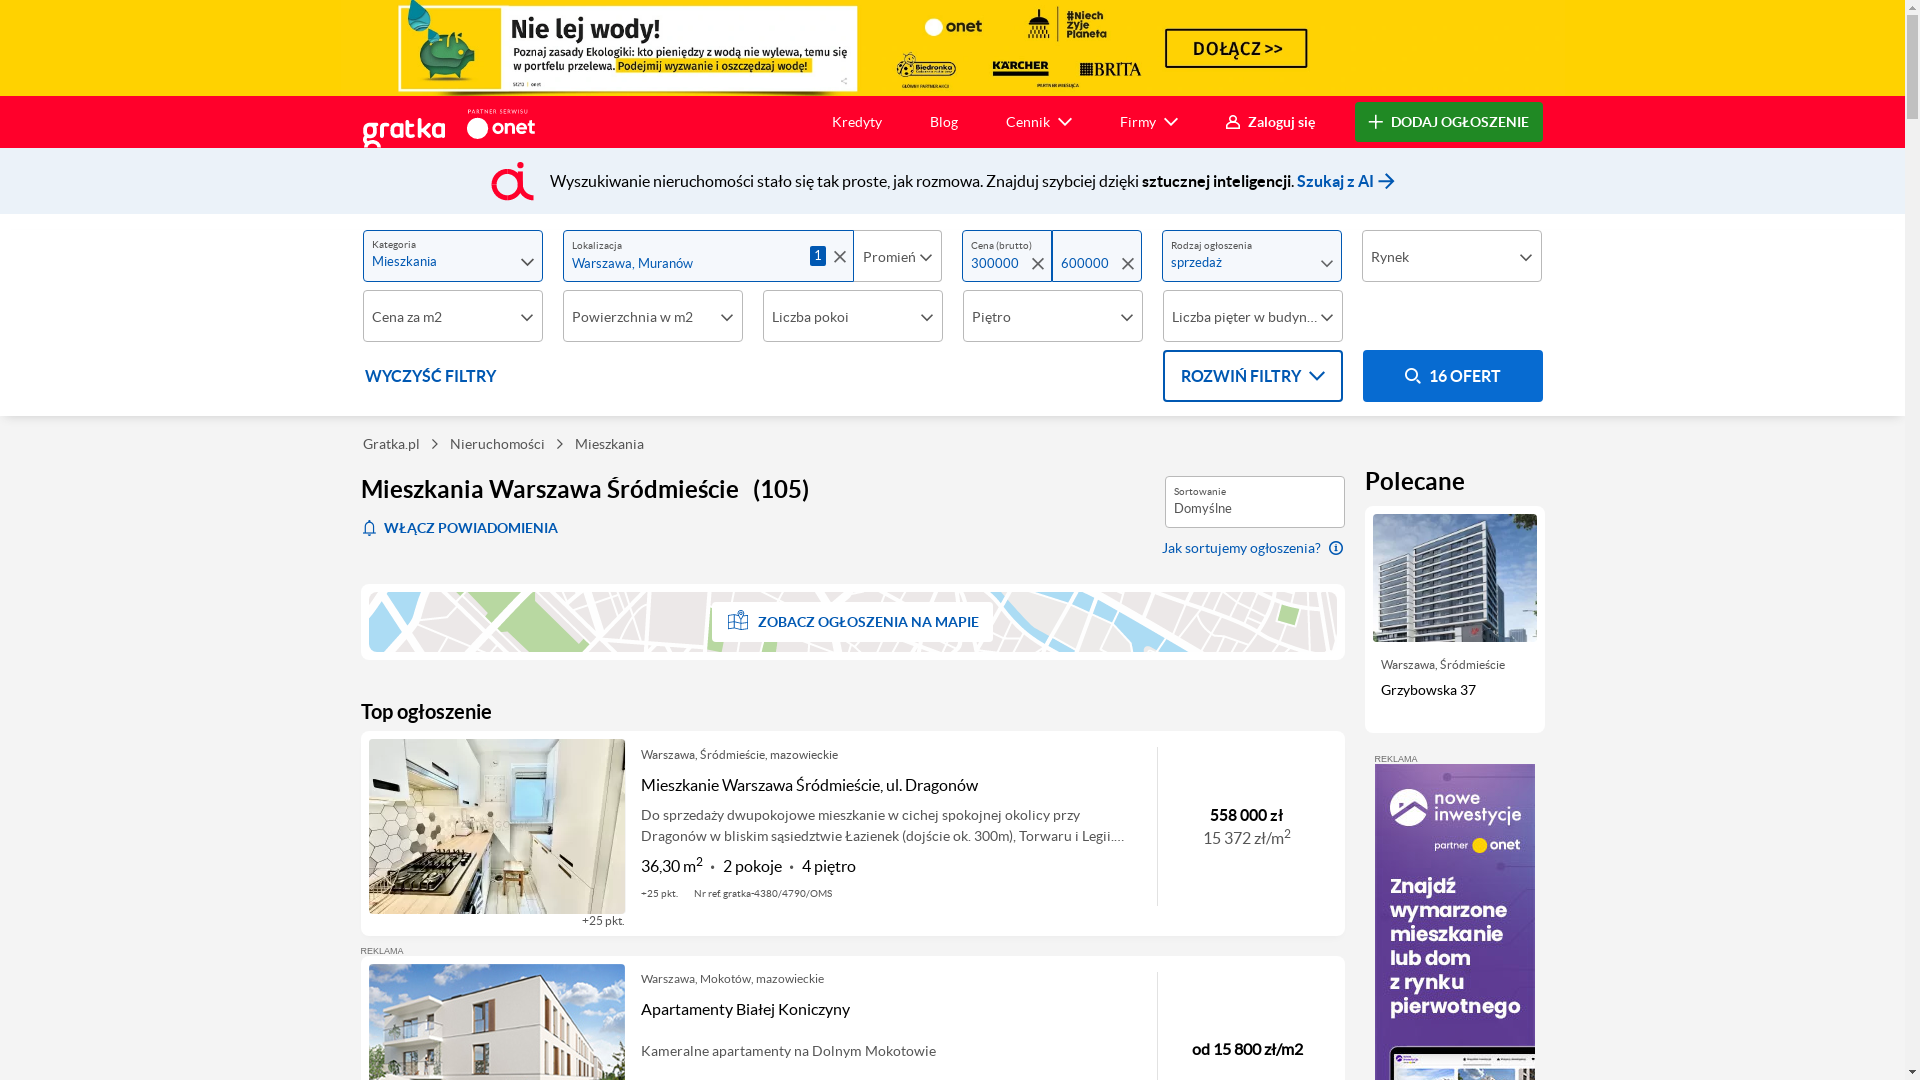 Nie lej wody!
Poznaj zasady Ekologiki: kto pieniędzy z wodą nie wylewa, temu się
w portfelu przelewa. Podejmij wyzwanie i oszczędzaj wodę!
onet
#Niech
Żyje
Planeta
Biedronka
KÄRCHER
BRITA
GŁÓWNY PARTNER AKCJI
PARTNER MIESIĄCA
DOŁĄCZ >>
gratka
PARTNER SERWISU
onet
Kredyty
Blog
Cennik
Firmy
Zaloguj się
DODAJ OGŁOSZENIE
Wyszukiwanie nieruchomości stało się tak proste, jak rozmowa. Znajduj szybciej dzięki sztucznej inteligencji. Szukaj z AI
Kategoria
Mieszkania
Lokalizacja
Warszawa, Muranów
1
Promień
Cena (brutto)
300000
600000
Rodzaj ogłoszenia
sprzedaż
Rynek
Cena za m2
Powierzchnia w m2
Liczba pokoi
Piętro
Liczba pięter w budyn...
WYCZYŚĆ FILTRY
ROZWIŃ FILTRY
16 OFERT
Gratka.pl
Nieruchomości
Mieszkania
Mieszkania Warszawa Śródmieście (105)
WŁĄCZ POWIADOMIENIA
Sortowanie
Domyślne
Jak sortujemy ogłoszenia?
ZOBACZ OGŁOSZENIA NA MAPIE
Top ogłoszenie
Warszawa, Śródmieście, mazowieckie
Mieszkanie Warszawa Śródmieście, ul. Dragonów
Do sprzedaży dwupokojowe mieszkanie w cichej spokojnej okolicy przy
Dragonów w bliskim sąsiedztwie Łazienek (dojście ok. 300m), Torwaru i Legii....
36,30 m2 • 2 pokoje • 4 piętro
+25 pkt.
Nr ref. gratka-4380/4790/OMS
+25 pkt.
558 000 zł
15 372 zł/m2
REKLAMA
Warszawa, Mokotów, mazowieckie
Apartamenty Białej Koniczyny
Kameralne apartamenty na Dolnym Mokotowie
od 15 800 zł/m2
Polecane
Warszawa, Śródmieście
Grzybowska 37
REKLAMA
nowe
inwestycje
partner onet
Znajdź
wymarzone
mieszkanie
lub dom
z rynku
pierwotnego